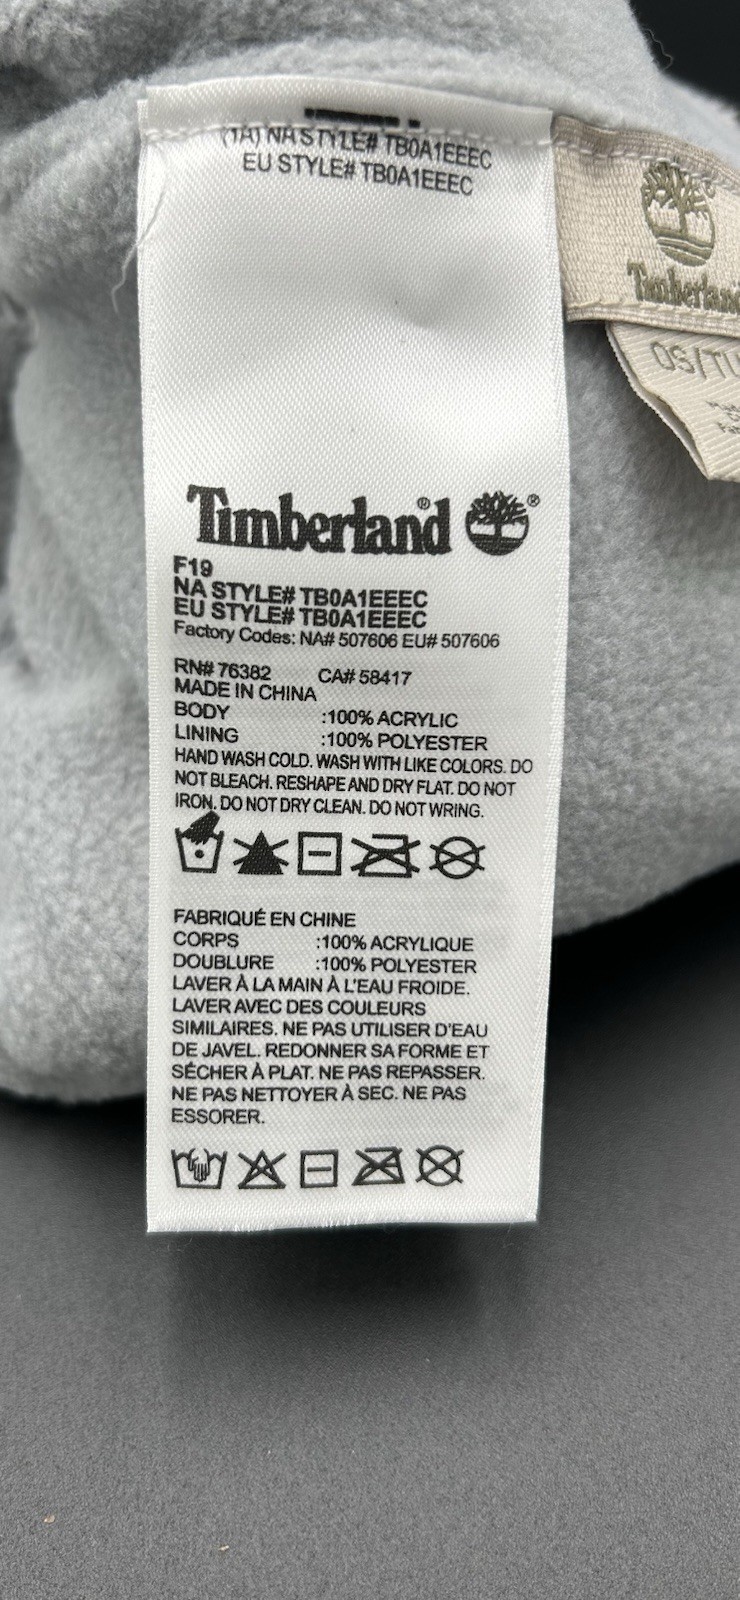 (1A) NA STYLE# TB0A1EEEC
EU STYLE# TB0A1EEEC
Timberland
OS/TU
Timberland® ®
F19
NA STYLE# TB0A1EEEC
EU STYLE# TB0A1EEEC
Factory Codes: NA# 507606 EU# 507606
RN# 76382 CA# 58417
MADE IN CHINA
BODY :100% ACRYLIC
LINING :100% POLYESTER
HAND WASH COLD. WASH WITH LIKE COLORS. DO
NOT BLEACH. RESHAPE AND DRY FLAT. DO NOT
IRON. DO NOT DRY CLEAN. DO NOT WRING.
FABRIQUÉ EN CHINE
CORPS :100% ACRYLIQUE
DOUBLURE :100% POLYESTER
LAVER À LA MAIN À L'EAU FROIDE.
LAVER AVEC DES COULEURS
SIMILAIRES. NE PAS UTILISER D'EAU
DE JAVEL. REDONNER SA FORME ET
SÉCHER À PLAT. NE PAS REPASSER.
NE PAS NETTOYER À SEC. NE PAS
ESSORER.